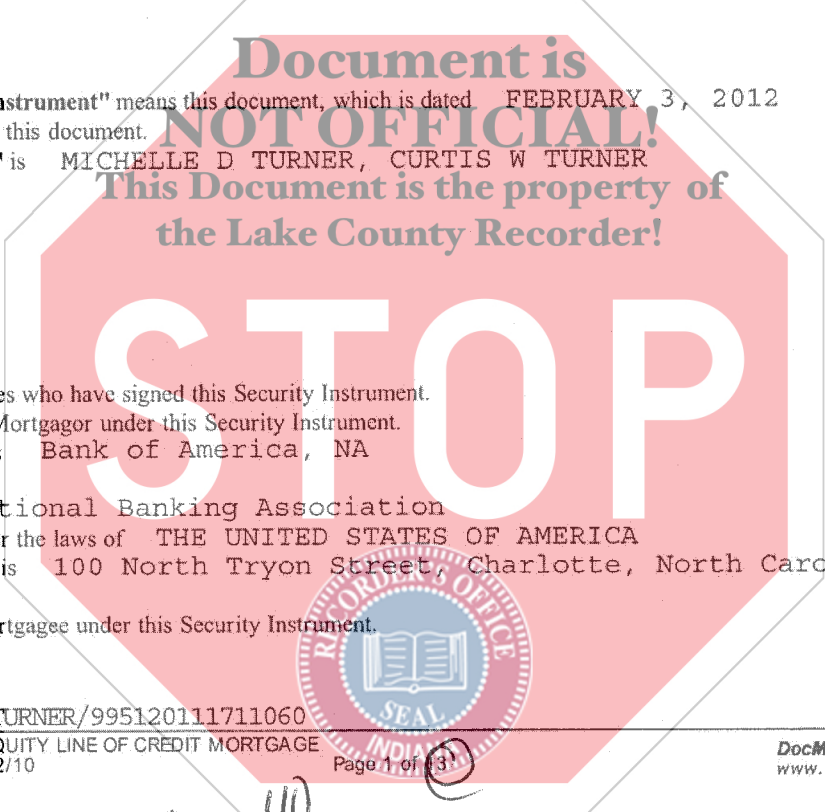 Document is
nstrument" means this document, which is dated FEBRUARY 3, 2012
this document.
NOT OFFICIAL!
" is MICHELLE D TURNER, CURTIS W TURNER
This Document is the property of
the Lake County Recorder!
STOP
es who have signed this Security Instrument.
Mortgagor under this Security Instrument.
s Bank of America, NA
tional Banking Association
r the laws of THE UNITED STATES OF AMERICA
is 100 North Tryon Street, Charlotte, North Caro
RECORDER'S OFFICE
rtgagee under this Security Instrument.
SEAL
TURNER/995120111711060
QUITY LINE OF CREDIT MORTGAGE
INDIANA
DocM
2/10
Page 1 of 13
www.